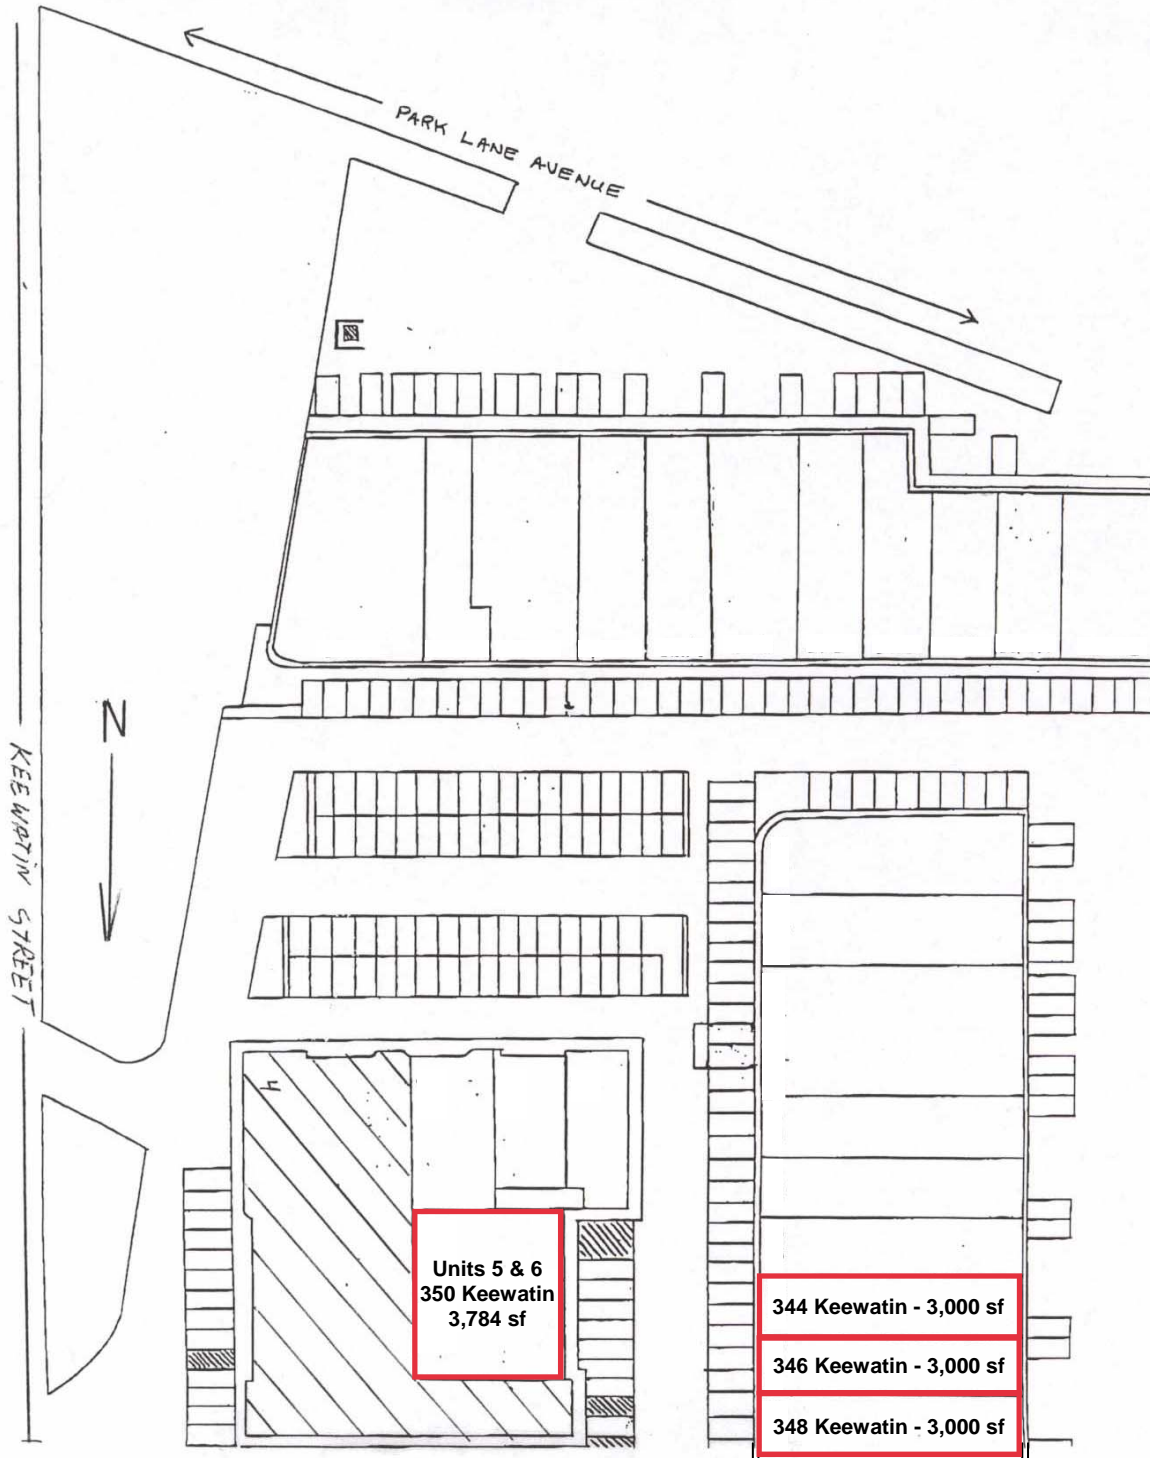 PARK LANE AVENUE
N
KEEWATIN STREET
4
Units 5 & 6
350 Keewatin
3,784 sf
344 Keewatin - 3,000 sf
346 Keewatin - 3,000 sf
348 Keewatin - 3,000 sf